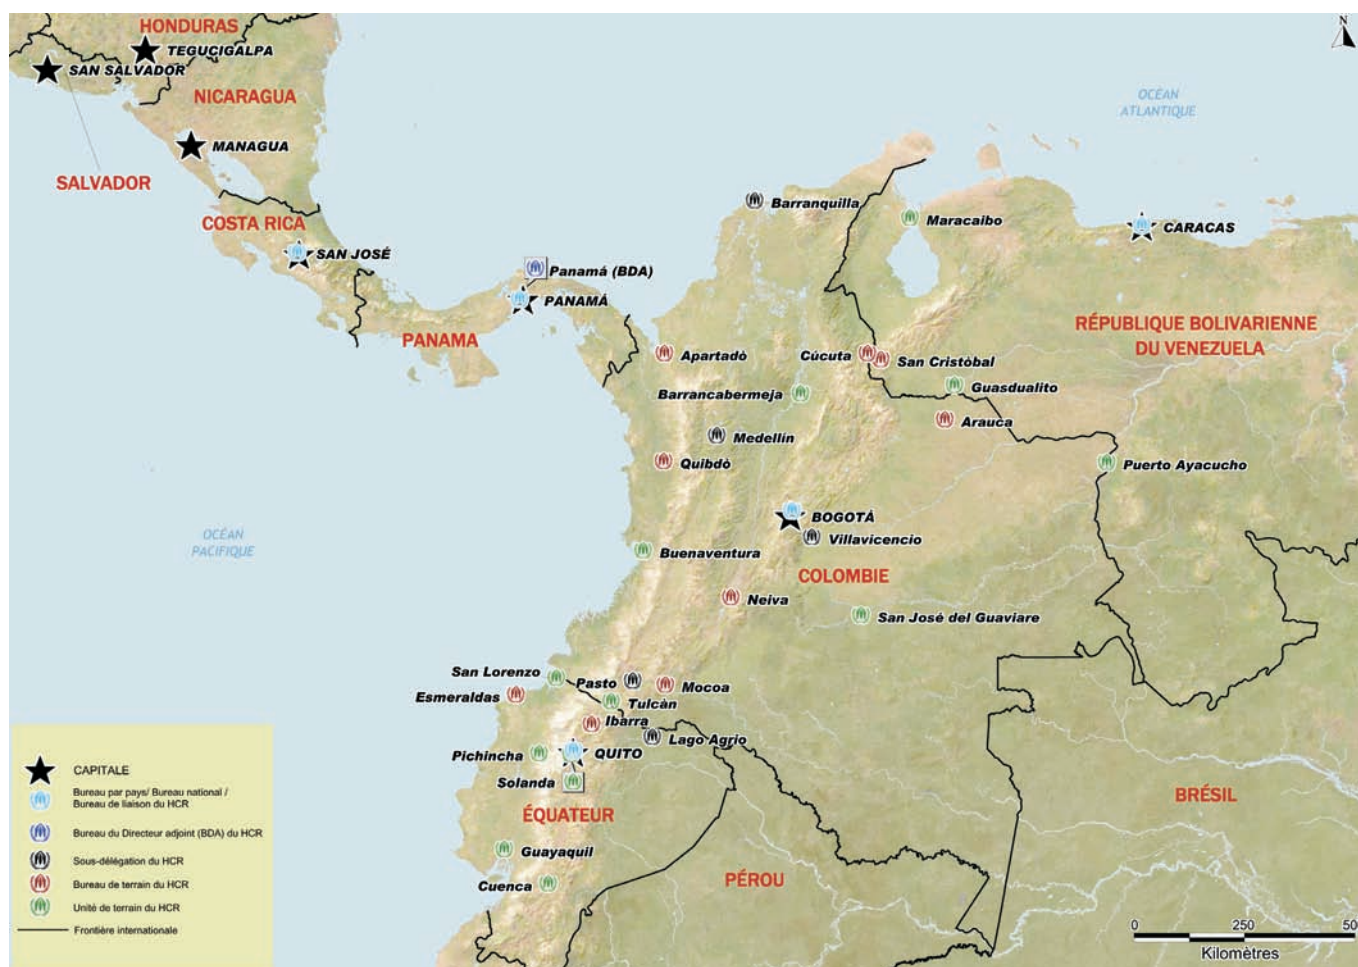 HONDURAS
N
TEGUCIGALPA
SAN SALVADOR
NICARAGUA
OCÉAN
ATLANTIQUE
MANAGUA
SALVADOR
Barranquilla
COSTA RICA
Maracaibo
CARACAS
SAN JOSÉ
Panamá (BDA)
PANAMÁ
RÉPUBLIQUE BOLIVARIENNE
DU VENEZUELA
PANAMA
Apartadò
Cúcuta
San Cristòbal
Guasdualito
Barrancabermeja
Arauca
Medellín
Quibdò
Puerto Ayacucho
BOGOTÁ
OCÉAN
PACIFIQUE
Villavicencio
Buenaventura
COLOMBIE
Neiva
San José del Guaviare
San Lorenzo
Pasto
Mocoa
Esmeraldas
Tulcàn
Ibarra
Lago Agrio
Pichincha
QUITO
Solanda
BRÉSIL
ÉQUATEUR
Guayaquil
PÉROU
Cuenca
CAPITALE
Bureau par pays/ Bureau national /
Bureau de liaison du HCR
Bureau du Directeur adjoint (BDA) du HCR
Sous-délégation du HCR
Bureau de terrain du HCR
Unité de terrain du HCR
Frontière internationale
0 250 50
Kilomètres